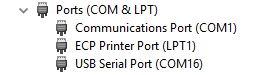 Ports (COM & LPT)
Communications Port (COM1)
ECP Printer Port (LPT1)
USB Serial Port (COM16)